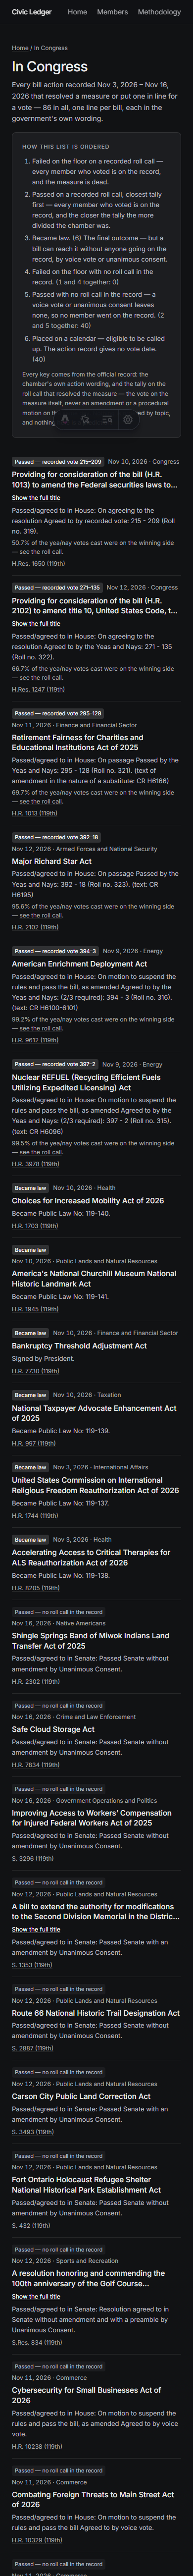 Civic Ledger Home Members Methodology
Home / In Congress
In Congress
Every bill action recorded Nov 3, 2026 – Nov 16,
2026 that resolved a measure or put one in line for
a vote — 86 in all, one line per bill, each in the
government's own wording.
HOW THIS LIST IS ORDERED
1. Failed on the floor on a recorded roll call —
every member who voted is on the record,
and the measure is dead.
2. Passed on a recorded roll call, closest tally
first — every member who voted is on the
record, and the closer the tally the more
divided the chamber was.
3. Became law. (6) The final outcome — but a
bill can reach it without anyone going on the
record, by voice vote or unanimous consent.
4. Failed on the floor with no roll call in the
record. (1 and 4 together: 0)
5. Passed with no roll call in the record — a
voice vote or unanimous consent leaves
none, so no member went on the record. (2
and 5 together: 40)
6. Placed on a calendar — eligible to be called
up. The action record gives no vote date.
(40)
Every key comes from the official record: the
chamber's own action wording, and the tally on the
roll call that resolved the measure — the vote on the
measure itself, never an amendment or a procedural
motion on th
d by topic,
and nothing
Passed — recorded vote 215–209 Nov 10, 2026 · Congress
Providing for consideration of the bill (H.R.
1013) to amend the Federal securities laws to...
Show the full title
Passed/agreed to in House: On agreeing to the
resolution Agreed to by recorded vote: 215 - 209 (Roll
no. 319).
50.7% of the yea/nay votes cast were on the winning side
— see the roll call.
H.Res. 1650 (119th)
Passed — recorded vote 271–135 Nov 12, 2026 · Congress
Providing for consideration of the bill (H.R.
2102) to amend title 10, United States Code, t...
Show the full title
Passed/agreed to in House: On agreeing to the
resolution Agreed to by the Yeas and Nays: 271 - 135
(Roll no. 322).
66.7% of the yea/nay votes cast were on the winning side
— see the roll call.
H.Res. 1247 (119th)
Passed — recorded vote 295–128
Nov 11, 2026 · Finance and Financial Sector
Retirement Fairness for Charities and
Educational Institutions Act of 2025
Passed/agreed to in House: On passage Passed by the
Yeas and Nays: 295 - 128 (Roll no. 321). (text of
amendment in the nature of a substitute: CR H6166)
69.7% of the yea/nay votes cast were on the winning side
— see the roll call.
H.R. 1013 (119th)
Passed — recorded vote 392–18
Nov 12, 2026 · Armed Forces and National Security
Major Richard Star Act
Passed/agreed to in House: On passage Passed by the
Yeas and Nays: 392 - 18 (Roll no. 323). (text: CR
H6195)
95.6% of the yea/nay votes cast were on the winning side
— see the roll call.
H.R. 2102 (119th)
Passed — recorded vote 394–3 Nov 9, 2026 · Energy
American Enrichment Deployment Act
Passed/agreed to in House: On motion to suspend the
rules and pass the bill, as amended Agreed to by the
Yeas and Nays: (2/3 required): 394 - 3 (Roll no. 316).
(text: CR H6100-6101)
99.2% of the yea/nay votes cast were on the winning side
— see the roll call.
H.R. 9612 (119th)
Passed — recorded vote 397–2 Nov 9, 2026 · Energy
Nuclear REFUEL (Recycling Efficient Fuels
Utilizing Expedited Licensing) Act
Passed/agreed to in House: On motion to suspend the
rules and pass the bill, as amended Agreed to by the
Yeas and Nays: (2/3 required): 397 - 2 (Roll no. 315).
(text: CR H6096)
99.5% of the yea/nay votes cast were on the winning side
— see the roll call.
H.R. 3978 (119th)
Became law Nov 10, 2026 · Health
Choices for Increased Mobility Act of 2026
Became Public Law No: 119-140.
H.R. 1703 (119th)
Became law
Nov 10, 2026 · Public Lands and Natural Resources
America's National Churchill Museum National
Historic Landmark Act
Became Public Law No: 119-141.
H.R. 1945 (119th)
Became law Nov 10, 2026 · Finance and Financial Sector
Bankruptcy Threshold Adjustment Act
Signed by President.
H.R. 7730 (119th)
Became law Nov 10, 2026 · Taxation
National Taxpayer Advocate Enhancement Act
of 2025
Became Public Law No: 119-139.
H.R. 997 (119th)
Became law Nov 3, 2026 · International Affairs
United States Commission on International
Religious Freedom Reauthorization Act of 2026
Became Public Law No: 119-137.
H.R. 1744 (119th)
Became law Nov 3, 2026 · Health
Accelerating Access to Critical Therapies for
ALS Reauthorization Act of 2026
Became Public Law No: 119-138.
H.R. 8205 (119th)
Passed — no roll call in the record
Nov 16, 2026 · Native Americans
Shingle Springs Band of Miwok Indians Land
Transfer Act of 2025
Passed/agreed to in Senate: Passed Senate without
amendment by Unanimous Consent.
H.R. 2302 (119th)
Passed — no roll call in the record
Nov 16, 2026 · Crime and Law Enforcement
Safe Cloud Storage Act
Passed/agreed to in Senate: Passed Senate without
amendment by Unanimous Consent.
H.R. 7834 (119th)
Passed — no roll call in the record
Nov 16, 2026 · Government Operations and Politics
Improving Access to Workers' Compensation
for Injured Federal Workers Act of 2025
Passed/agreed to in Senate: Passed Senate without
amendment by Unanimous Consent.
S. 3296 (119th)
Passed — no roll call in the record
Nov 12, 2026 · Public Lands and Natural Resources
A bill to extend the authority for modifications
to the Second Division Memorial in the Distric...
Show the full title
Passed/agreed to in Senate: Passed Senate with an
amendment by Unanimous Consent.
S. 1353 (119th)
Passed — no roll call in the record
Nov 12, 2026 · Public Lands and Natural Resources
Route 66 National Historic Trail Designation Act
Passed/agreed to in Senate: Passed Senate without
amendment by Unanimous Consent.
S. 2887 (119th)
Passed — no roll call in the record
Nov 12, 2026 · Public Lands and Natural Resources
Carson City Public Land Correction Act
Passed/agreed to in Senate: Passed Senate with an
amendment by Unanimous Consent.
S. 3493 (119th)
Passed — no roll call in the record
Nov 12, 2026 · Public Lands and Natural Resources
Fort Ontario Holocaust Refugee Shelter
National Historical Park Establishment Act
Passed/agreed to in Senate: Passed Senate without
amendment by Unanimous Consent.
S. 432 (119th)
Passed — no roll call in the record
Nov 12, 2026 · Sports and Recreation
A resolution honoring and commending the
100th anniversary of the Golf Course...
Show the full title
Passed/agreed to in Senate: Resolution agreed to in
Senate without amendment and with a preamble by
Unanimous Consent.
S.Res. 834 (119th)
Passed — no roll call in the record
Nov 11, 2026 · Commerce
Cybersecurity for Small Businesses Act of
2026
Passed/agreed to in House: On motion to suspend the
rules and pass the bill, as amended Agreed to by voice
vote.
H.R. 10238 (119th)
Passed — no roll call in the record
Nov 11, 2026 · Commerce
Combating Foreign Threats to Main Street Act
of 2026
Passed/agreed to in House: On motion to suspend the
rules and pass the bill Agreed to by voice vote.
H.R. 10329 (119th)
Passed — no roll call in the record
Nov 11, 2026 · Commerce